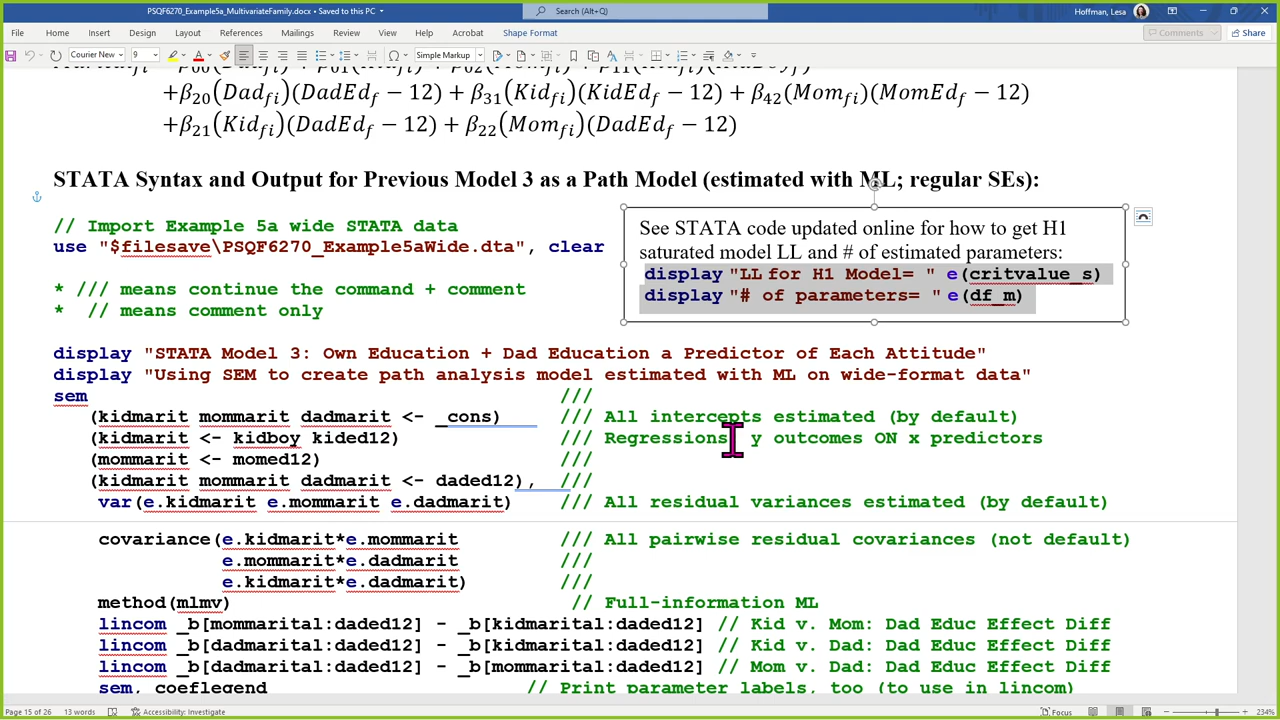 PSQF6270_Example5a_MultivariateFamily.docx • Saved to this PC
Search (Alt+Q)
Hoffman, Lesa
File Home Insert Draw Design Layout References Mailings Review View Help Acrobat Shape Format
Comments Share
Courier New 9 Simple Markup
+β20(Dadfi)(DadEdf − 12) + β31(Kidfi)(KidEdf − 12) + β42(Momfi)(MomEdf − 12)
+β21(Kidfi)(DadEdf − 12) + β22(Momfi)(DadEdf − 12)
STATA Syntax and Output for Previous Model 3 as a Path Model (estimated with ML; regular SEs):
// Import Example 5a wide STATA data
use "$filesave\PSQF6270_Example5aWide.dta", clear
See STATA code updated online for how to get H1
saturated model LL and # of estimated parameters:
display "LL for H1 Model= " e(critvalue_s)
display "# of parameters= " e(df_m)
* /// means continue the command + comment
* // means comment only
display "STATA Model 3: Own Education + Dad Education a Predictor of Each Attitude"
display "Using SEM to create path analysis model estimated with ML on wide-format data"
sem ///
(kidmarit mommarit dadmarit <- _cons) /// All intercepts estimated (by default)
(kidmarit <- kidboy kided12) /// Regressions y outcomes ON x predictors
(mommarit <- momed12) ///
(kidmarit mommarit dadmarit <- daded12), ///
var(e.kidmarit e.mommarit e.dadmarit) /// All residual variances estimated (by default)
covariance(e.kidmarit*e.mommarit /// All pairwise residual covariances (not default)
e.mommarit*e.dadmarit ///
e.kidmarit*e.dadmarit) ///
method(mlmv) // Full-information ML
lincom _b[mommarital:daded12] - _b[kidmarital:daded12] // Kid v. Mom: Dad Educ Effect Diff
lincom _b[dadmarital:daded12] - _b[kidmarital:daded12] // Kid v. Dad: Dad Educ Effect Diff
lincom _b[dadmarital:daded12] - _b[mommarital:daded12] // Mom v. Dad: Dad Educ Effect Diff
sem, coeflegend // Print parameter labels, too (to use in lincom)
Page 15 of 26 13 words Accessibility: Investigate Focus 234%